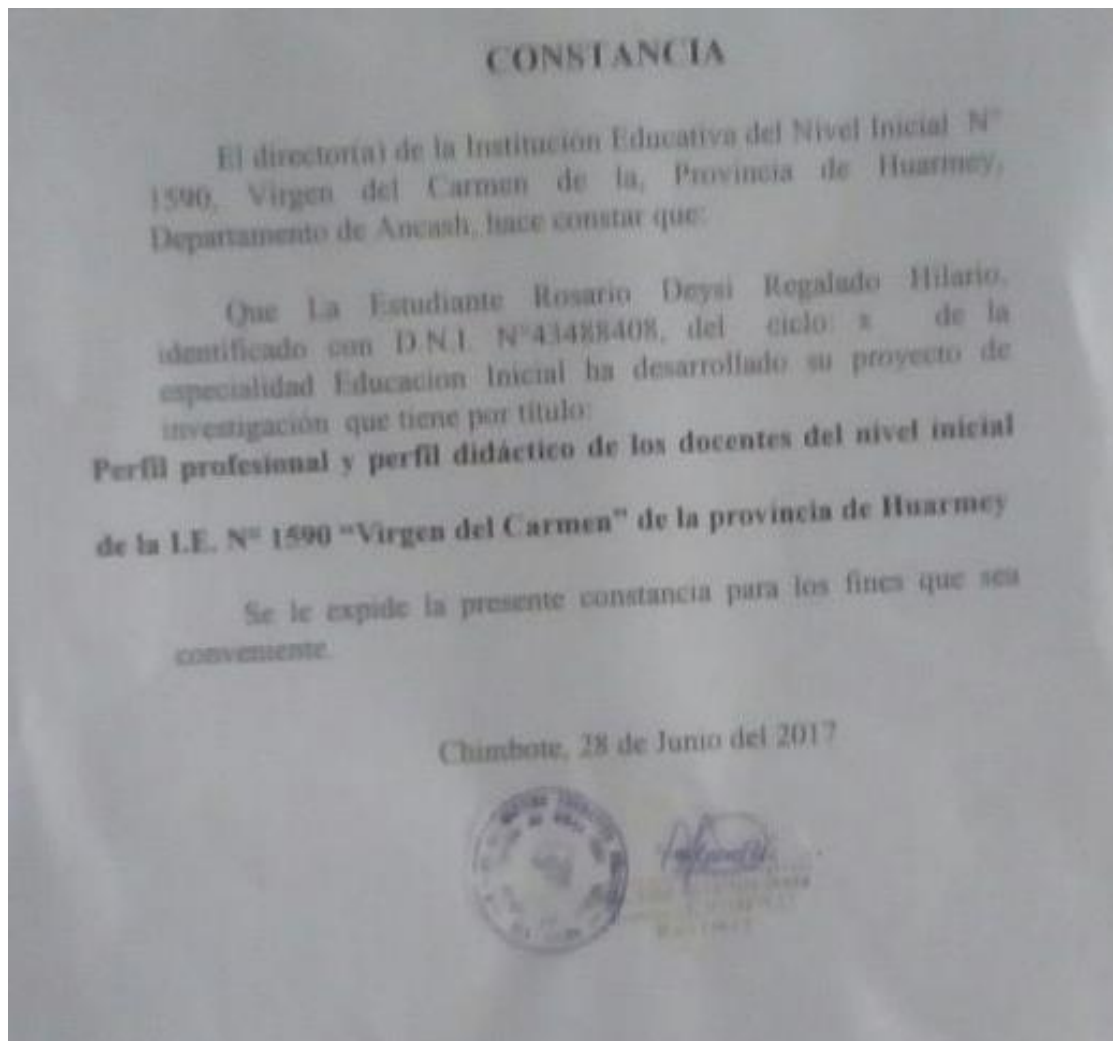 CONSTANCIA
El director(a) de la Institución Educativa del Nivel Inicial N°
1590, Virgen del Carmen de la, Provincia de Huarmey,
Departamento de Ancash, hace constar que:
Que La Estudiante Rosario Deysi Regalado Hilario,
identificado con D.N.I. N°43488408, del ciclo: x de la
especialidad Educacion Inicial ha desarrollado su proyecto de
investigación que tiene por título:
Perfil profesional y perfil didáctico de los docentes del nivel inicial
de la I.E. N° 1590 “Virgen del Carmen” de la provincia de Huarmey
Se le expide la presente constancia para los fines que sea
conveniente.
Chimbote, 28 de Junio del 2017